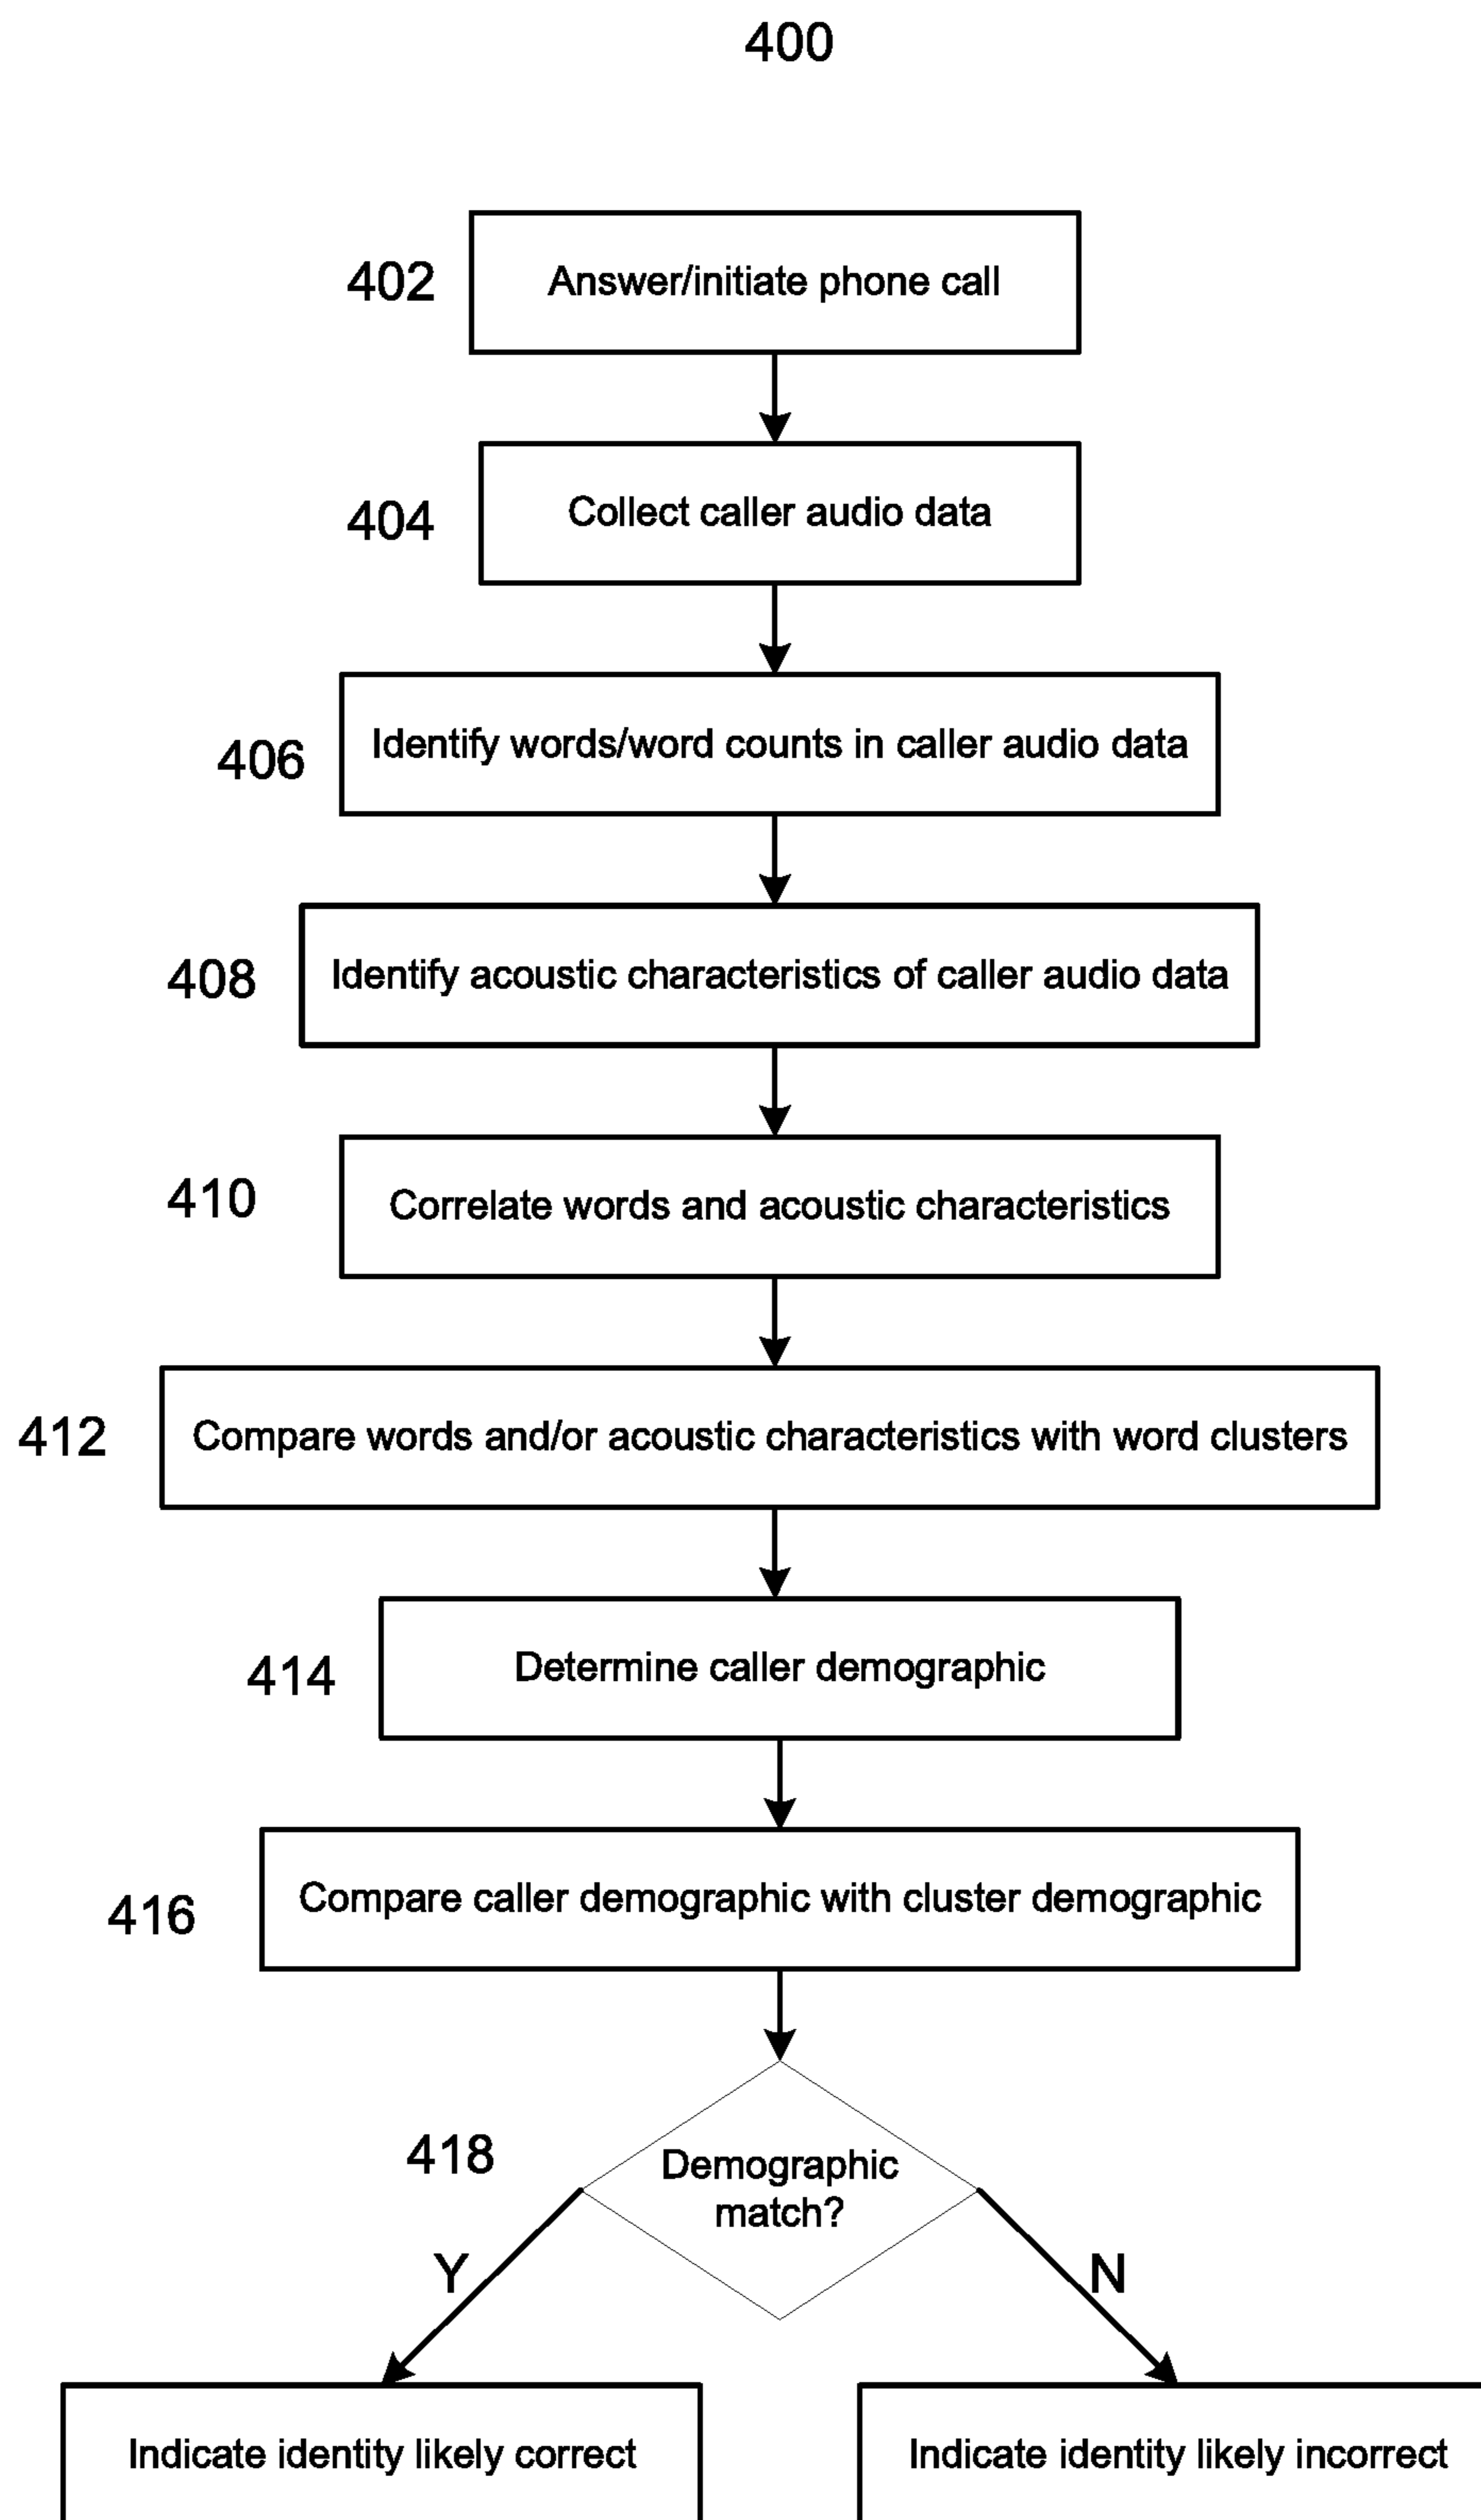 400
402
Answer/initiate phone call
404
Collect caller audio data
406
Identify words/word counts in caller audio data
408
Identify acoustic characteristics of caller audio data
410
Correlate words and acoustic characteristics
412
Compare words and/or acoustic characteristics with word clusters
414
Determine caller demographic
416
Compare caller demographic with cluster demographic
418
Demographic
match?
Y
N
Indicate identity likely correct
Indicate identity likely incorrect